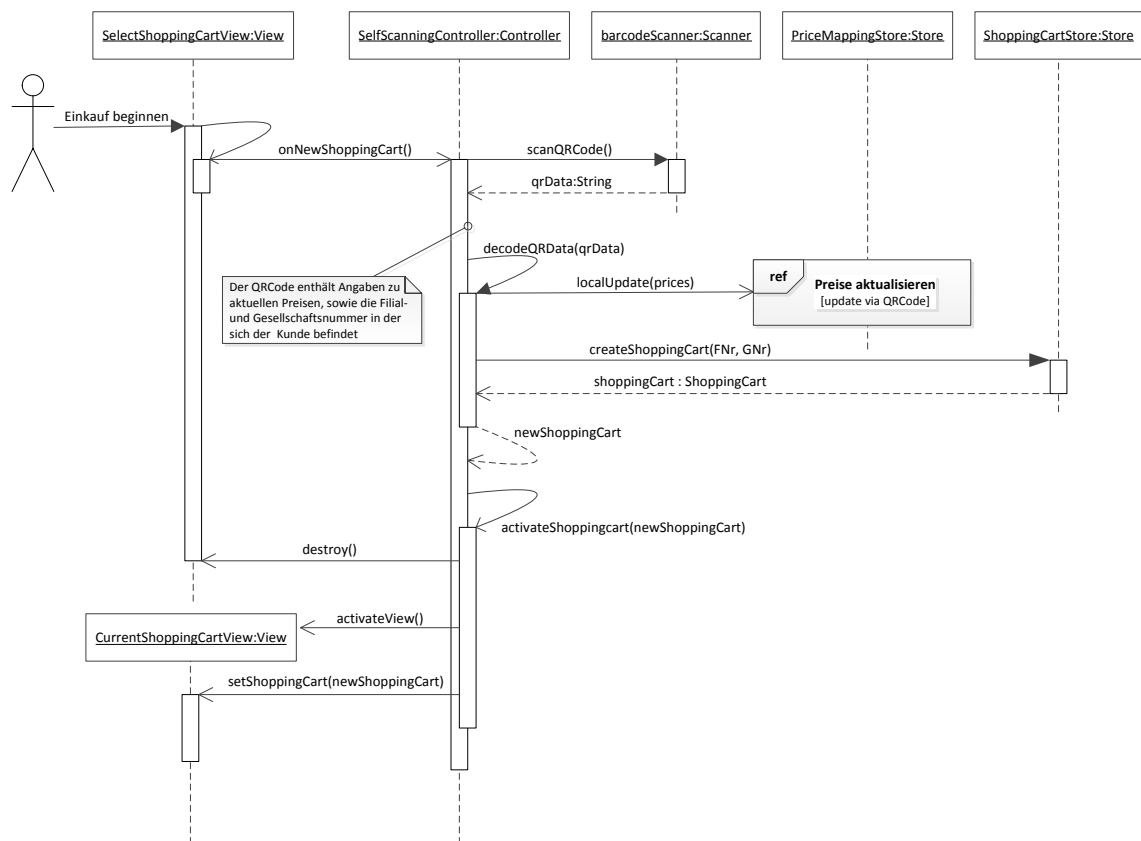 SelectShoppingCartView:View
SelfScanningController:Controller
barcodeScanner:Scanner
PriceMappingStore:Store
ShoppingCartStore:Store
Einkauf beginnen
onNewShoppingCart()
scanQRCode()
qrData:String
decodeQRData(qrData)
Der QRCode enthält Angaben zu
aktuellen Preisen, sowie die Filial-
und Gesellschaftsnummer in der
sich der Kunde befindet
localUpdate(prices)
ref
Preise aktualisieren
[update via QRCode]
createShoppingCart(FNr, GNr)
shoppingCart : ShoppingCart
newShoppingCart
activateShoppingcart(newShoppingCart)
destroy()
activateView()
CurrentShoppingCartView:View
setShoppingCart(newShoppingCart)